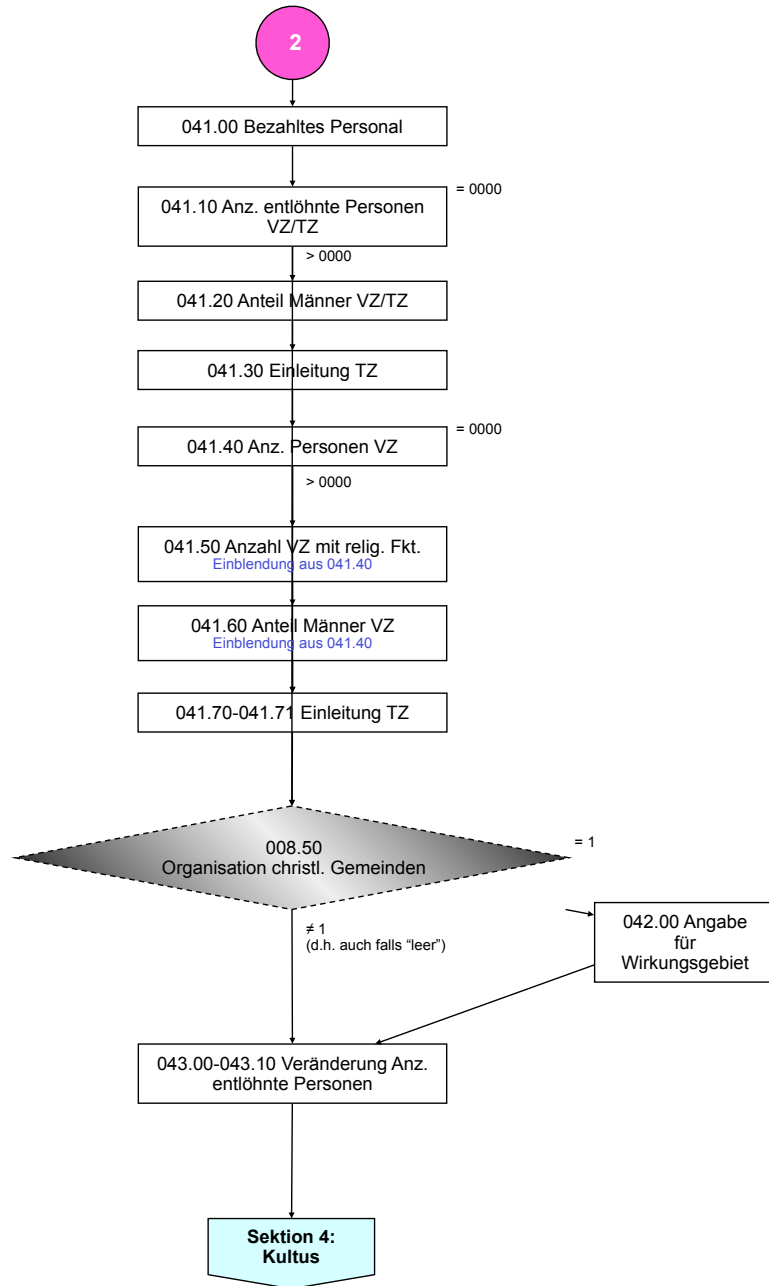 2
041.00 Bezahltes Personal
041.10 Anz. entlöhnte Personen
VZ/TZ
= 0000
> 0000
041.20 Anteil Männer VZ/TZ
041.30 Einleitung TZ
041.40 Anz. Personen VZ
= 0000
> 0000
041.50 Anzahl VZ mit relig. Fkt.
Einblendung aus 041.40
041.60 Anteil Männer VZ
Einblendung aus 041.40
041.70-041.71 Einleitung TZ
008.50
Organisation christl. Gemeinden
= 1
≠ 1
(d.h. auch falls “leer”)
042.00 Angabe
für
Wirkungsgebiet
043.00-043.10 Veränderung Anz.
entlöhnte Personen
Sektion 4:
Kultus